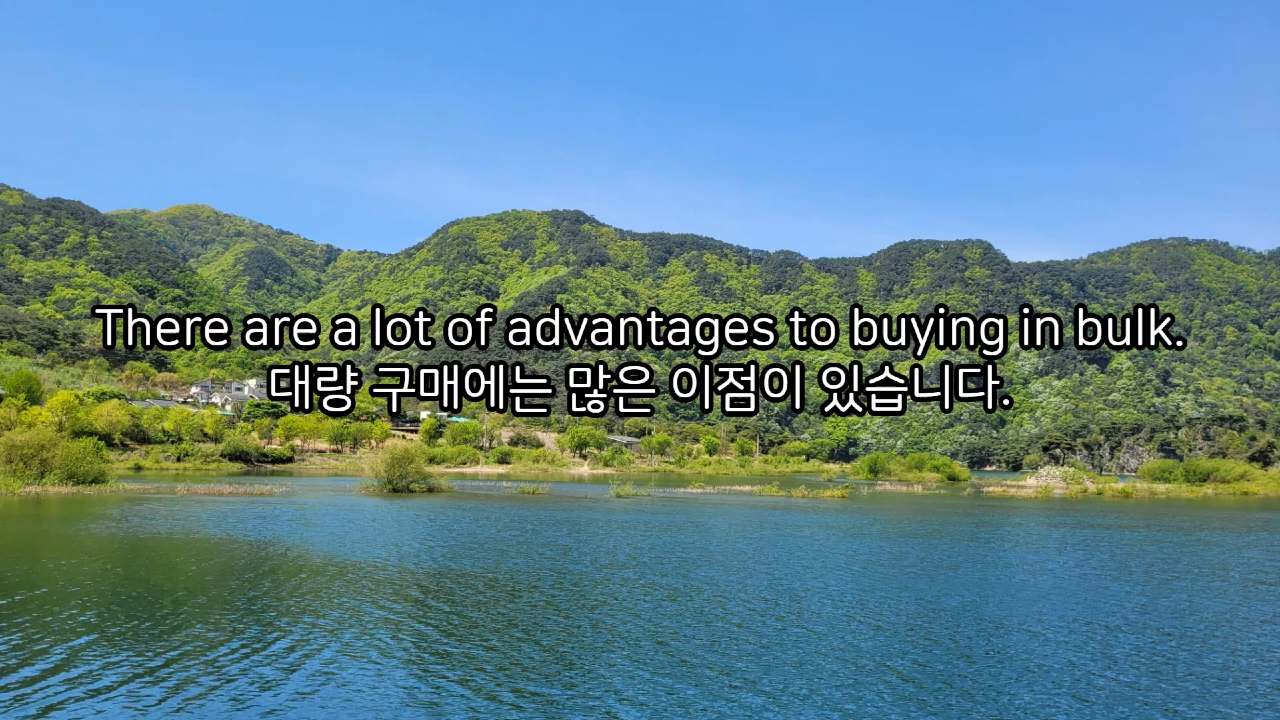 There are a lot of advantages to buying in bulk.
대량 구매에는 많은 이점이 있습니다.